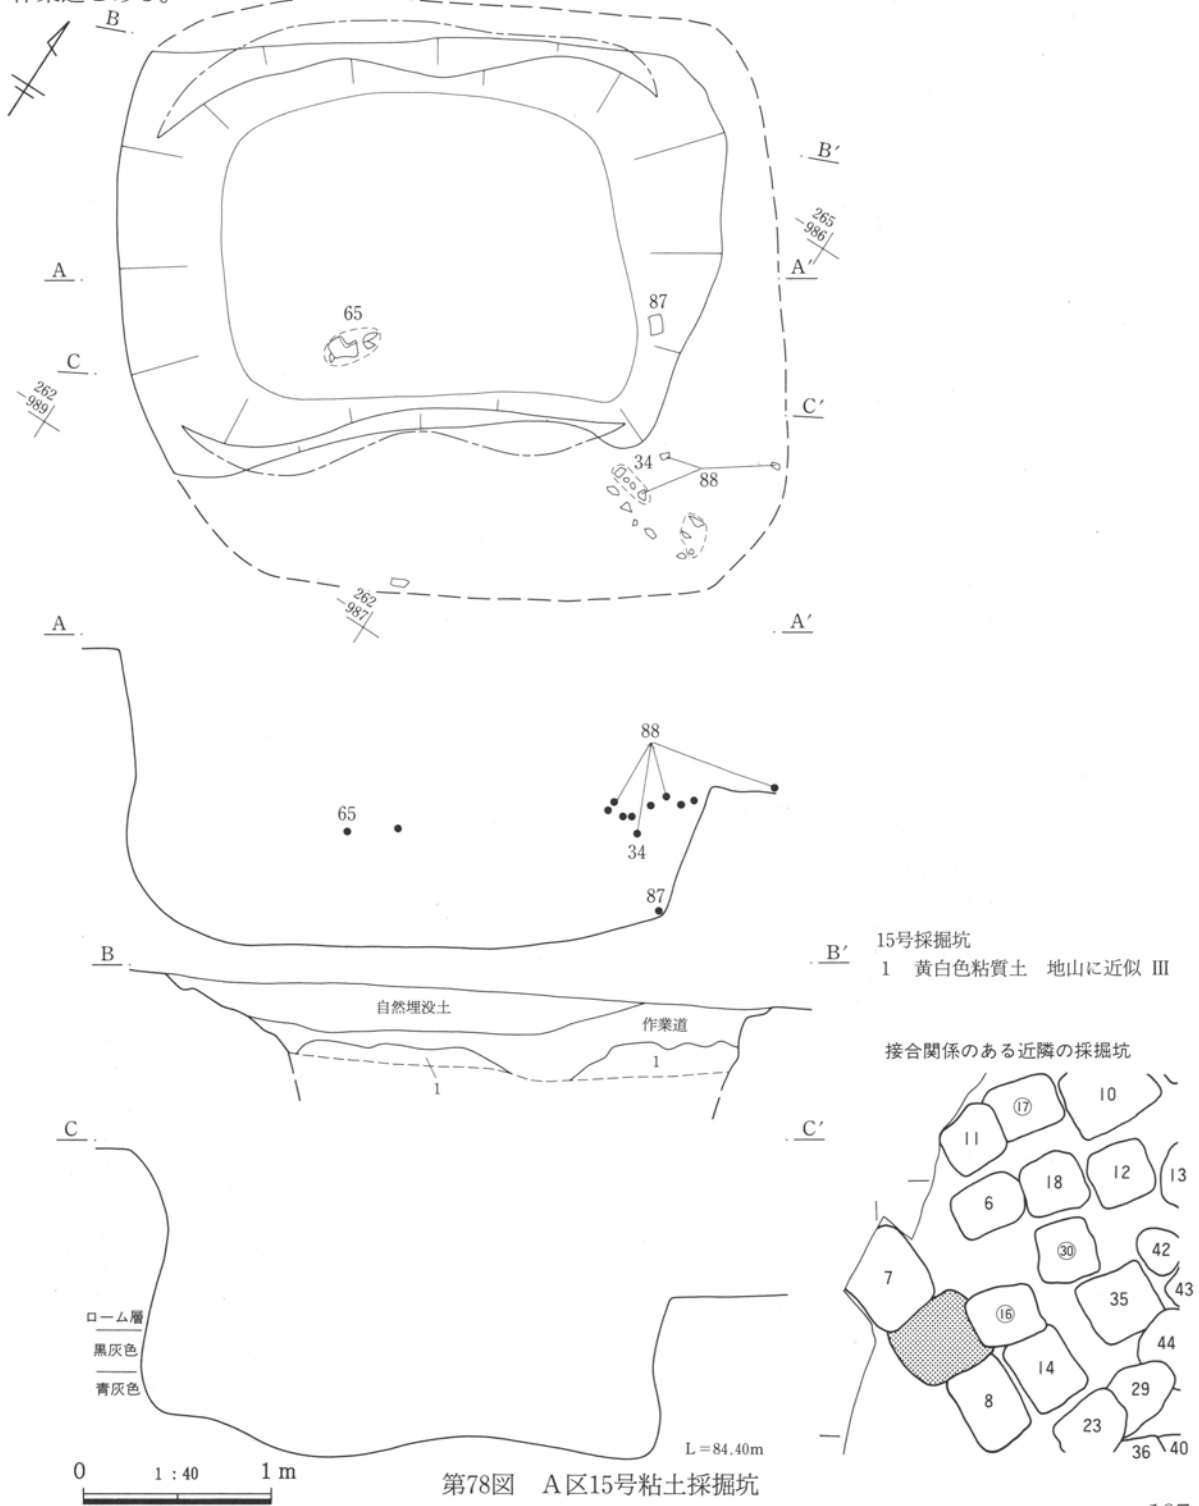 B
B′
265
-986
A
A′
65
87
C
262
-989
C′
34
88
262
-987
A
A′
88
65
34
87
B
B′
15号採掘坑
1　黄白色粘質土　地山に近似 III
自然埋没土
作業道
1
1
接合関係のある近隣の採掘坑
10
⑰
11
12
13
18
6
㉚
42
7
43
35
⑯
44
14
29
8
23
36
40
C
C′
ローム層
黒灰色
青灰色
L＝84.40m
0　1：40　1 m
第78図　A区15号粘土採掘坑